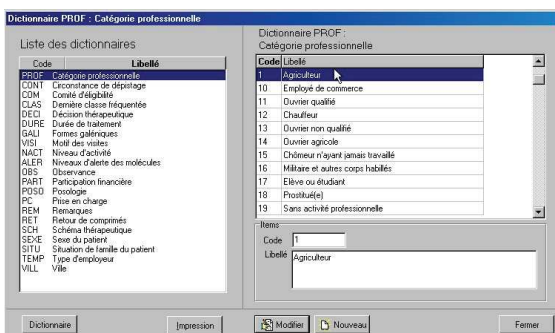 Dictionnaire PROF : Catégorie professionnelle
Liste des dictionnaires
Code Libellé
PROF Catégorie professionnelle
CONT Circonstance de dépistage
COM Comité d'éligibilité
CLAS Dernière classe fréquentée
DECI Décision thérapeutique
DURE Durée de traitement
GALI Formes galéniques
VISI Motif des visites
NACT Niveau d'activité
ALER Niveaux d'alerte des molécules
OBS Observance
PART Participation financière
POSO Posologie
PC Prise en charge
REM Remarques
RET Retour de comprimés
SCH Schéma thérapeutique
SEXE Sexe du patient
SITU Situation de famille du patient
TEMP Type d'employeur
VILL Ville
Dictionnaire
Impression
Dictionnaire PROF :
Catégorie professionnelle
Code Libellé
1 Agriculteur
10 Employé de commerce
11 Ouvrier qualifié
12 Chauffeur
13 Ouvrier non qualifié
14 Ouvrier agricole
15 Chômeur n'ayant jamais travaillé
16 Militaire et autres corps habillés
17 Elève ou étudiant
18 Prostitué(e)
19 Sans activité professionnelle
Items
Code 1
Libellé Agriculteur
Modifier
Nouveau
Fermer